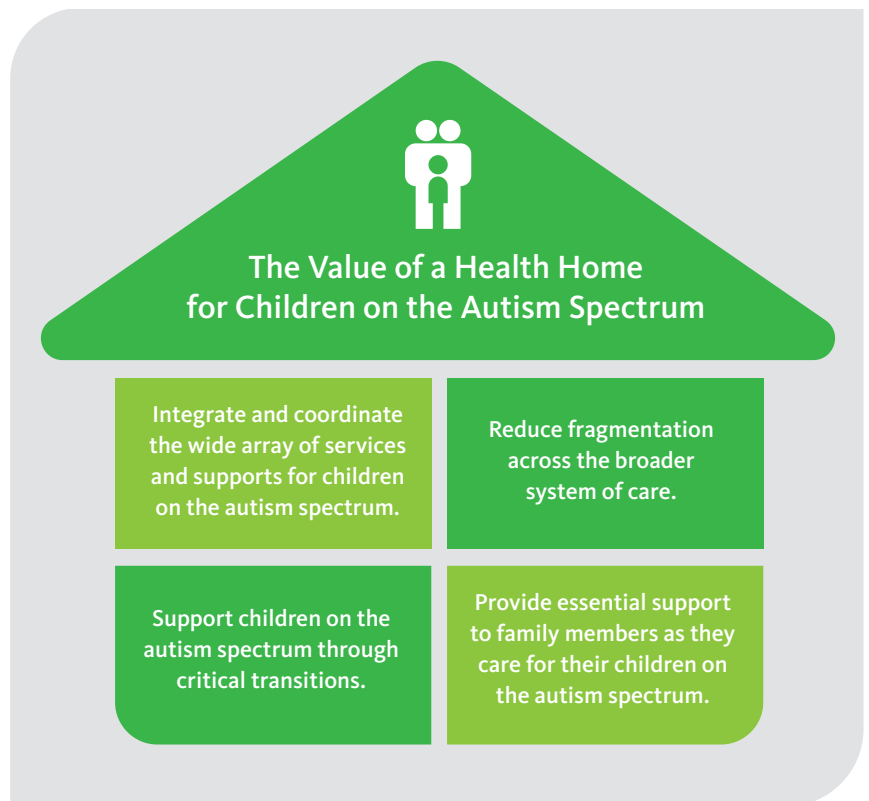 The Value of a Health Home
for Children on the Autism Spectrum
Integrate and coordinate
the wide array of services
and supports for children
on the autism spectrum.
Reduce fragmentation
across the broader
system of care.
Support children on the
autism spectrum through
critical transitions.
Provide essential support
to family members as they
care for their children on
the autism spectrum.